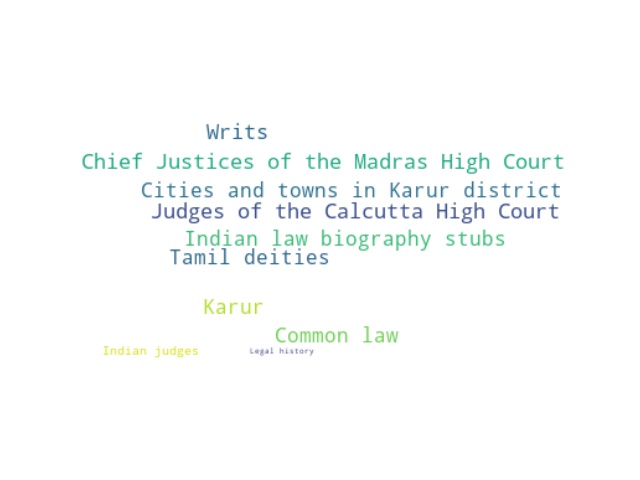 Writs
Chief Justices of the Madras High Court
Cities and towns in Karur district
Judges of the Calcutta High Court
Indian law biography stubs
Tamil deities
Karur
Common law
Indian judges
Legal history